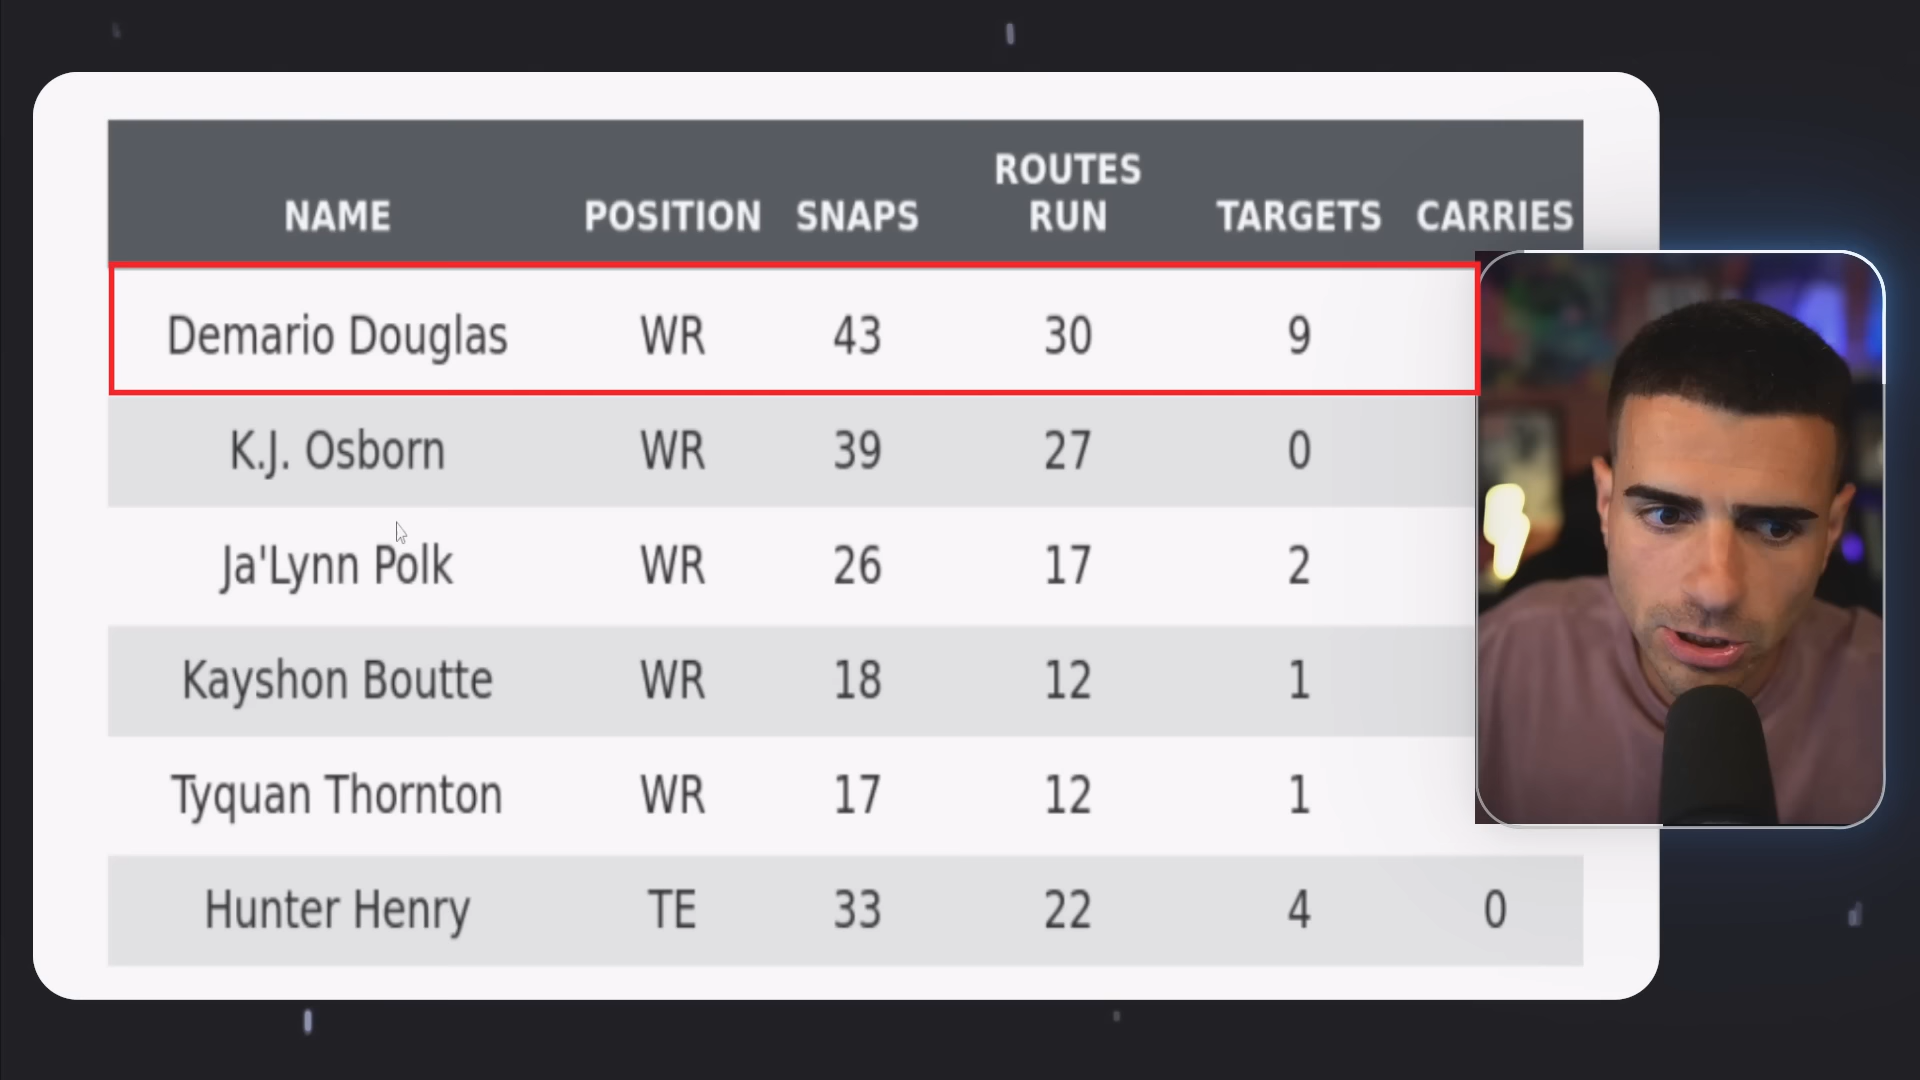 NAME POSITION SNAPS ROUTES RUN TARGETS CARRIES
Demario Douglas WR 43 30 9
K.J. Osborn WR 39 27 0
Ja'Lynn Polk WR 26 17 2
Kayshon Boutte WR 18 12 1
Tyquan Thornton WR 17 12 1
Hunter Henry TE 33 22 4 0